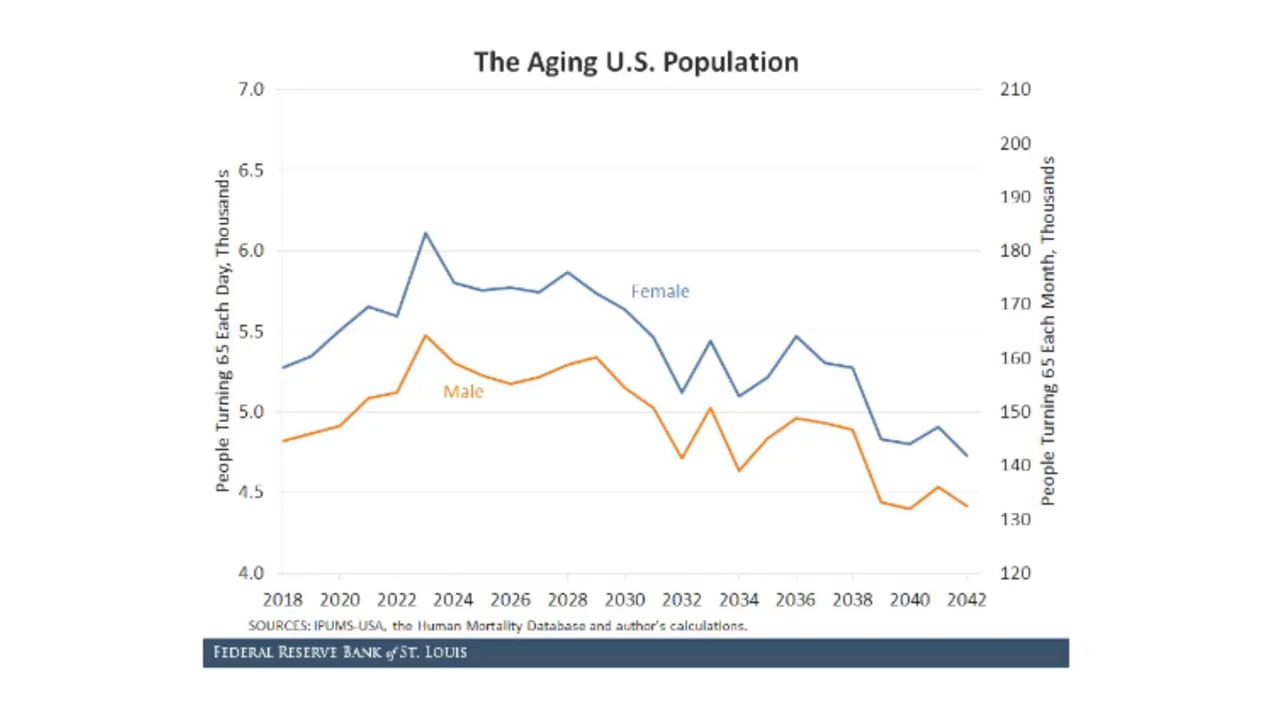 The Aging U.S. Population
People Turning 65 Each Day, Thousands
7.0
6.5
6.0
5.5
5.0
4.5
4.0
Female
Male
210
200
190
180
170
160
150
140
130
120
People Turning 65 Each Month, Thousands
2018 2020 2022 2024 2026 2028 2030 2032 2034 2036 2038 2040 2042
SOURCES: IPUMS-USA, the Human Mortality Database and author's calculations.
FEDERAL RESERVE BANK of ST. LOUIS